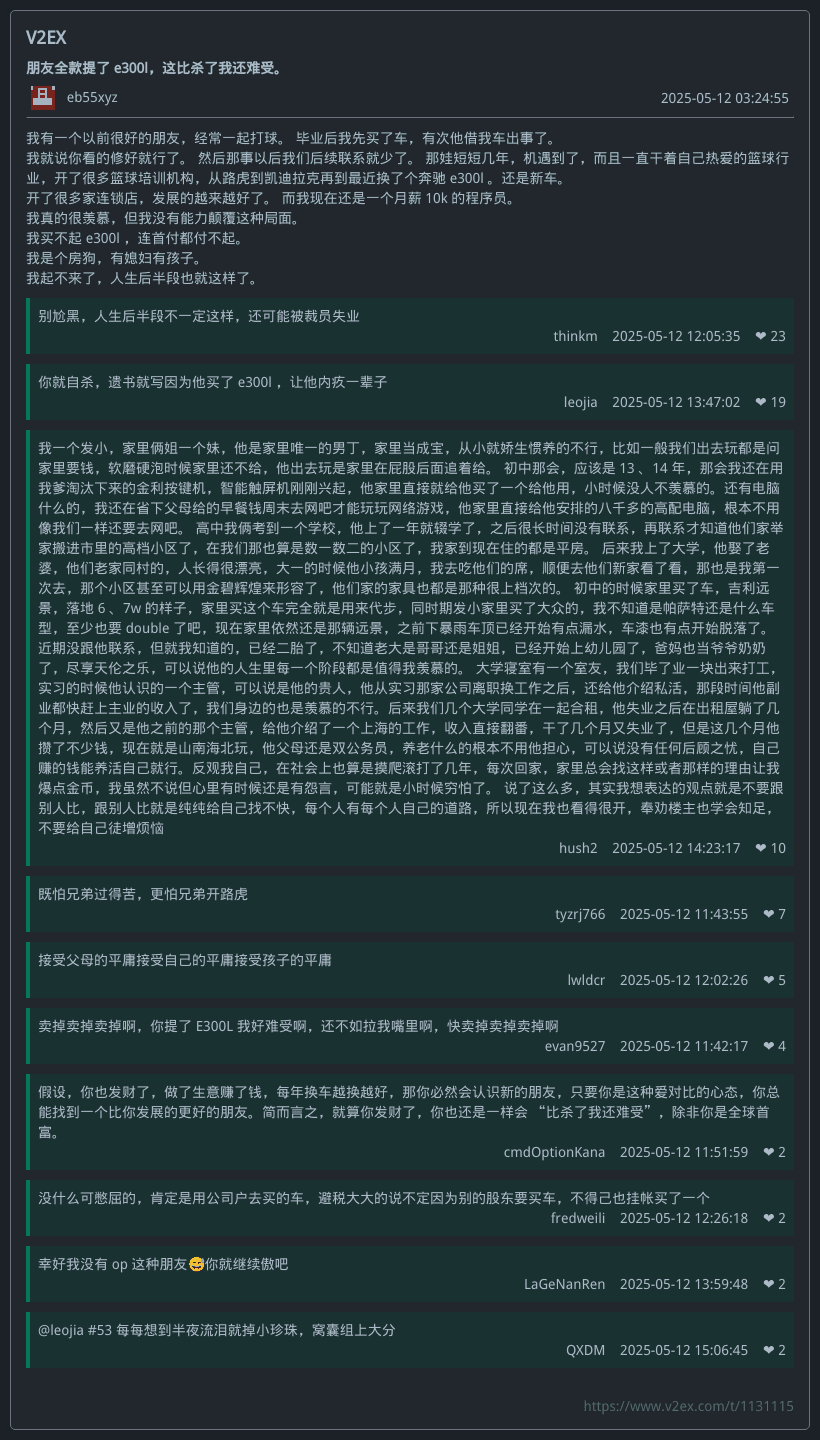 V2EX
朋友全款提了 e300l，这比杀了我还难受。
eb55xyz
2025-05-12 03:24:55
我有一个以前很好的朋友，经常一起打球。 毕业后我先买了车，有次他借我车出事了。
我就说你看的修好就行了。 然后那事以后我们后续联系就少了。 那娃短短几年，机遇到了，而且一直干着自己热爱的篮球行
业，开了很多篮球培训机构，从路虎到凯迪拉克再到最近换了个奔驰 e300l 。还是新车。
开了很多家连锁店，发展的越来越好了。 而我现在还是一个月薪 10k 的程序员。
我真的很羡慕，但我没有能力颠覆这种局面。
我买不起 e300l ，连首付都付不起。
我是个房狗，有媳妇有孩子。
我起不来了，人生后半段也就这样了。
别尬黑，人生后半段不一定这样，还可能被裁员失业
thinkm 2025-05-12 12:05:35 ❤ 23
你就自杀，遗书就写因为他买了 e300l ，让他内疚一辈子
leojia 2025-05-12 13:47:02 ❤ 19
我一个发小，家里俩姐一个妹，他是家里唯一的男丁，家里当成宝，从小就娇生惯养的不行，比如一般我们出去玩都是问
家里要钱，软磨硬泡时候家里还不给，他出去玩是家里在屁股后面追着给。 初中那会，应该是 13 、14 年，那会我还在用
我爹淘汰下来的金利按键机，智能触屏机刚刚兴起，他家里直接就给他买了一个给他用，小时候没人不羡慕的。还有电脑
什么的，我还在省下父母给的早餐钱周末去网吧才能玩玩网络游戏，他家里直接给他安排的八千多的高配电脑，根本不用
像我们一样还要去网吧。 高中我俩考到一个学校，他上了一年就辍学了，之后很长时间没有联系，再联系才知道他们家举
家搬进市里的高档小区了，在我们那也算是数一数二的小区了，我家到现在住的都是平房。 后来我上了大学，他娶了老
婆，他们老家同村的，人长得很漂亮，大一的时候他小孩满月，我去吃他们的席，顺便去他们新家看了看，那也是我第一
次去，那个小区甚至可以用金碧辉煌来形容了，他们家的家具也都是那种很上档次的。 初中的时候家里买了车，吉利远
景，落地 6 、7w 的样子，家里买这个车完全就是用来代步，同时期发小家里买了大众的，我不知道是帕萨特还是什么车
型，至少也要 double 了吧，现在家里依然还是那辆远景，之前下暴雨车顶已经开始有点漏水，车漆也有点开始脱落了。
近期没跟他联系，但就我知道的，已经二胎了，不知道老大是哥哥还是姐姐，已经开始上幼儿园了，爸妈也当爷爷奶奶
了，尽享天伦之乐，可以说他的人生里每一个阶段都是值得我羡慕的。 大学寝室有一个室友，我们毕了业一块出来打工，
实习的时候他认识的一个主管，可以说是他的贵人，他从实习那家公司离职换工作之后，还给他介绍私活，那段时间他副
业都快赶上主业的收入了，我们身边的也是羡慕的不行。后来我们几个大学同学在一起合租，他失业之后在出租屋躺了几
个月，然后又是他之前的那个主管，给他介绍了一个上海的工作，收入直接翻番，干了几个月又失业了，但是这几个月他
攒了不少钱，现在就是山南海北玩，他父母还是双公务员，养老什么的根本不用他担心，可以说没有任何后顾之忧，自己
赚的钱能养活自己就行。反观我自己，在社会上也算是摸爬滚打了几年，每次回家，家里总会找这样或者那样的理由让我
爆点金币，我虽然不说但心里有时候还是有怨言，可能就是小时候穷怕了。 说了这么多，其实我想表达的观点就是不要跟
别人比，跟别人比就是纯纯给自己找不快，每个人有每个人自己的道路，所以现在我也看得很开，奉劝楼主也学会知足，
不要给自己徒增烦恼
hush2 2025-05-12 14:23:17 ❤ 10
既怕兄弟过得苦，更怕兄弟开路虎
tyzrj766 2025-05-12 11:43:55 ❤ 7
接受父母的平庸接受自己的平庸接受孩子的平庸
lwldcr 2025-05-12 12:02:26 ❤ 5
卖掉卖掉卖掉啊，你提了 E300L 我好难受啊，还不如拉我嘴里啊，快卖掉卖掉卖掉啊
evan9527 2025-05-12 11:42:17 ❤ 4
假设，你也发财了，做了生意赚了钱，每年换车越换越好，那你必然会认识新的朋友，只要你是这种爱对比的心态，你总
能找到一个比你发展的更好的朋友。简而言之，就算你发财了，你也还是一样会 “比杀了我还难受”，除非你是全球首
富。
cmdOptionKana 2025-05-12 11:51:59 ❤ 2
没什么可憋屈的，肯定是用公司户去买的车，避税大大的说不定因为别的股东要买车，不得己也挂帐买了一个
fredweili 2025-05-12 12:26:18 ❤ 2
幸好我没有 op 这种朋友😅你就继续傲吧
LaGeNanRen 2025-05-12 13:59:48 ❤ 2
@leojia #53 每每想到半夜流泪就掉小珍珠，窝囊组上大分
QXDM 2025-05-12 15:06:45 ❤ 2
https://www.v2ex.com/t/1131115